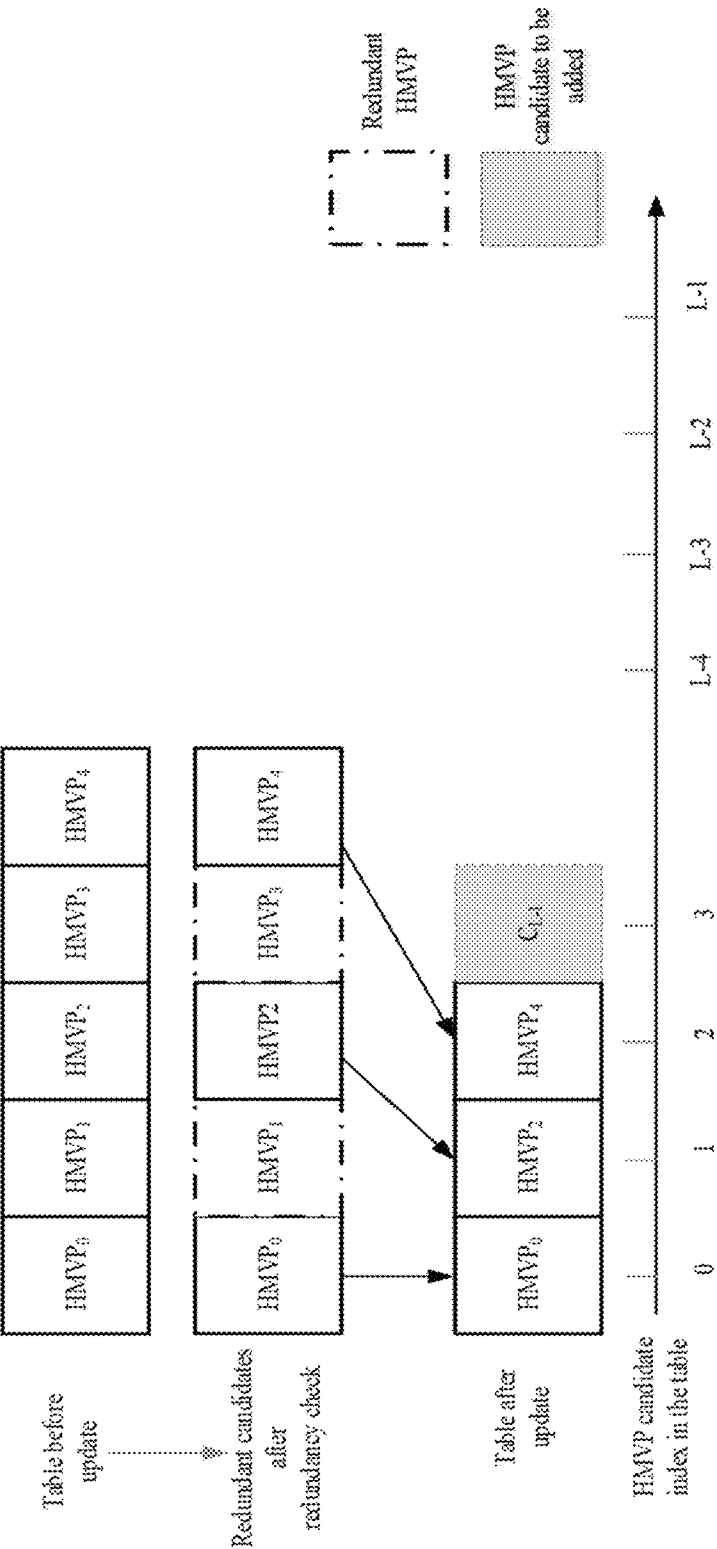 Table before
update
HMVP₀ HMVP₁ HMVP₂ HMVP₃ HMVP₄
Redundant candidates
after
redundancy check
HMVP₀ HMVP₁ HMVP2 HMVP₃ HMVP₄
Table after
update
HMVP₀ HMVP₂ HMVP₄ C_L-1
HMVP candidate
index in the table
0 1 2 3 L-4 L-3 L-2 L-1
Redundant
HMVP
HMVP
candidate to be
added